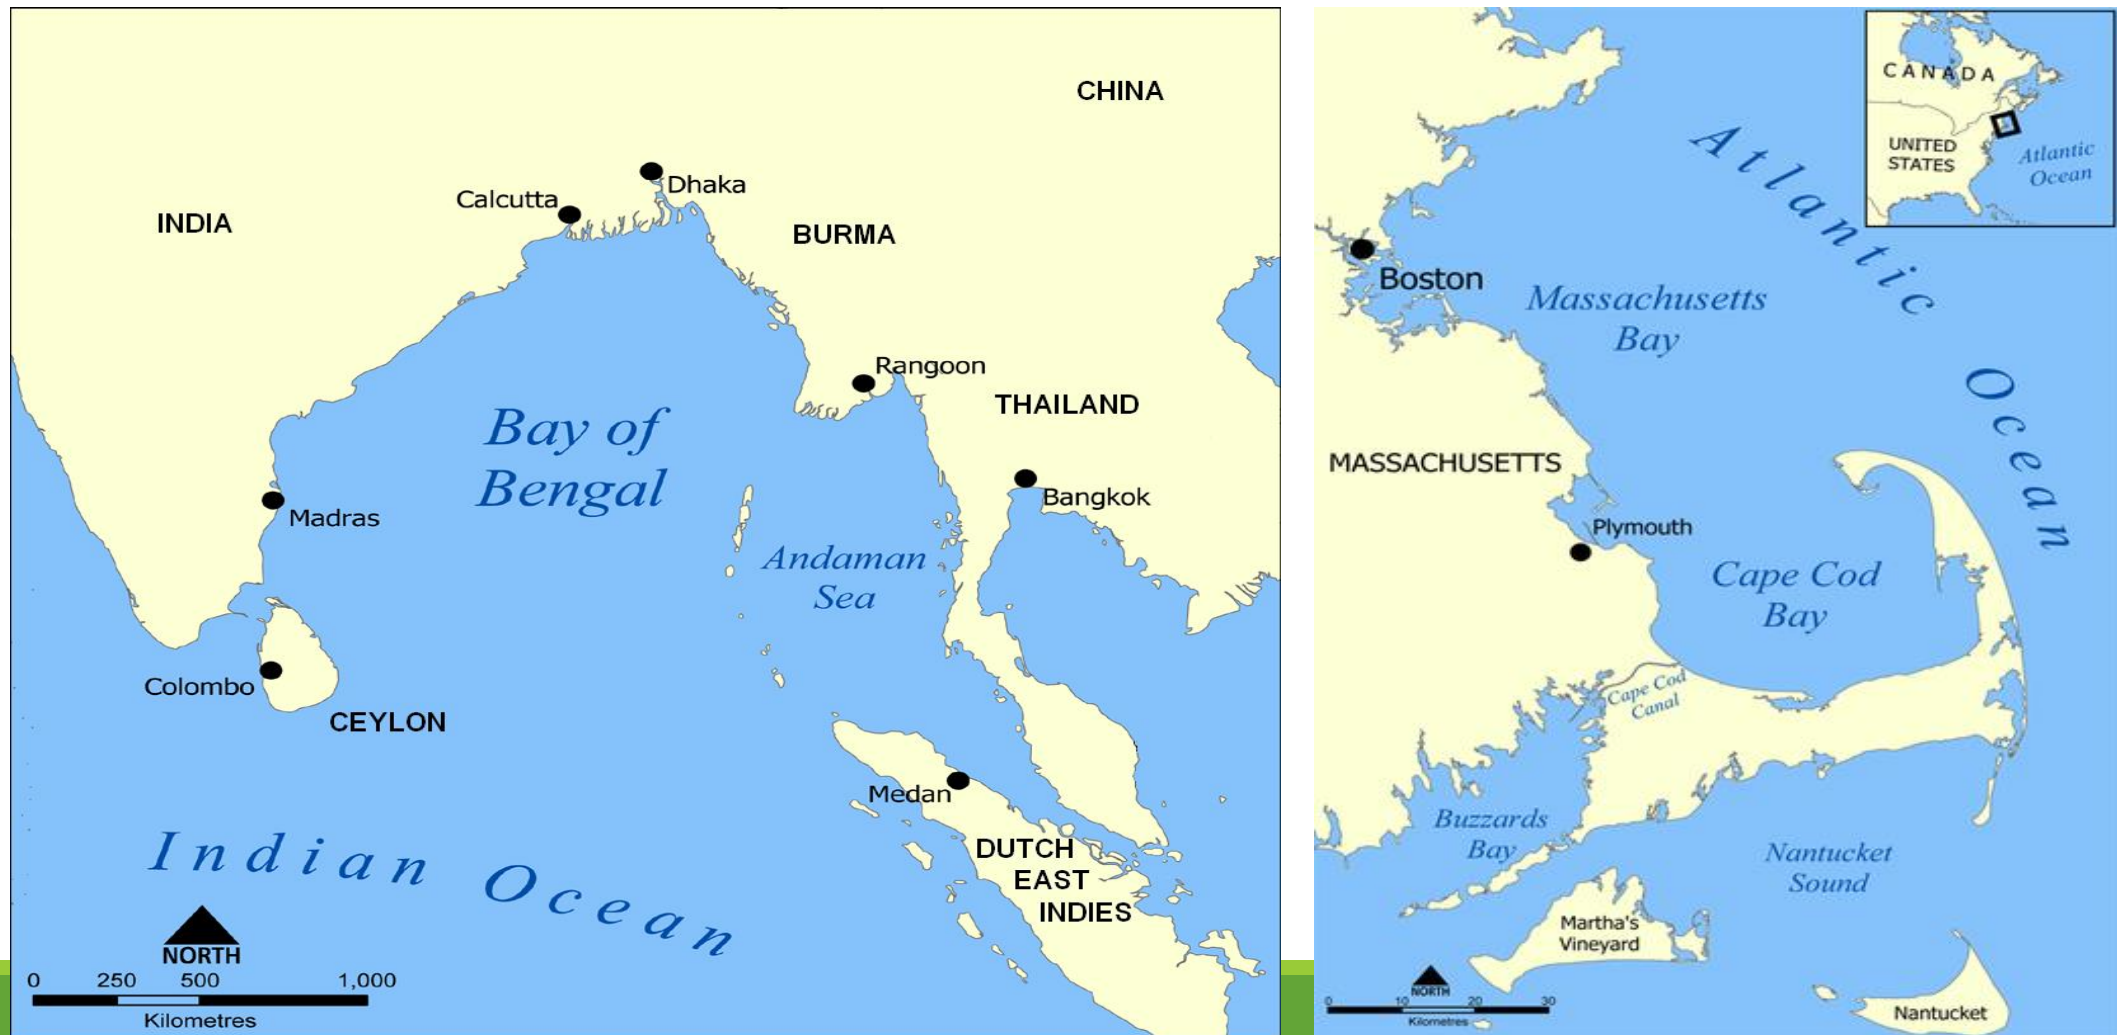 CHINA
Dhaka
Calcutta
INDIA
BURMA
Rangoon
THAILAND
Bay of
Bengal
Bangkok
Madras
Andaman
Sea
Colombo
CEYLON
Medan
DUTCH
EAST
INDIES
Indian Ocean
NORTH
0 250 500 1,000
Kilometres
CANADA
UNITED
STATES
Atlantic
Ocean
Atlantic Ocean
Boston
Massachusetts
Bay
MASSACHUSETTS
Plymouth
Cape Cod
Bay
Cape Cod
Canal
Buzzards
Bay
Nantucket
Sound
Martha's
Vineyard
NORTH
0 10 20 30
Kilometres
Nantucket